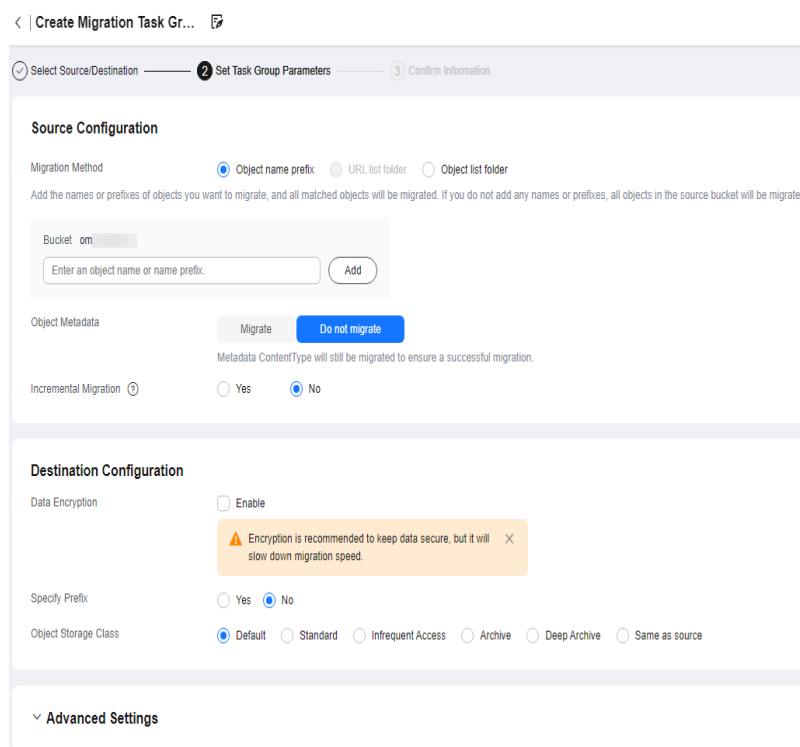 Create Migration Task Gr...
Select Source/Destination 2 Set Task Group Parameters 3 Confirm Information
Source Configuration
Migration Method Object name prefix URL list folder Object list folder
Add the names or prefixes of objects you want to migrate, and all matched objects will be migrated. If you do not add any names or prefixes, all objects in the source bucket will be migrate
Bucket om
Enter an object name or name prefix. Add
Object Metadata Migrate Do not migrate
Metadata ContentType will still be migrated to ensure a successful migration.
Incremental Migration ? Yes No
Destination Configuration
Data Encryption Enable
Encryption is recommended to keep data secure, but it will
slow down migration speed.
Specify Prefix Yes No
Object Storage Class Default Standard Infrequent Access Archive Deep Archive Same as source
Advanced Settings